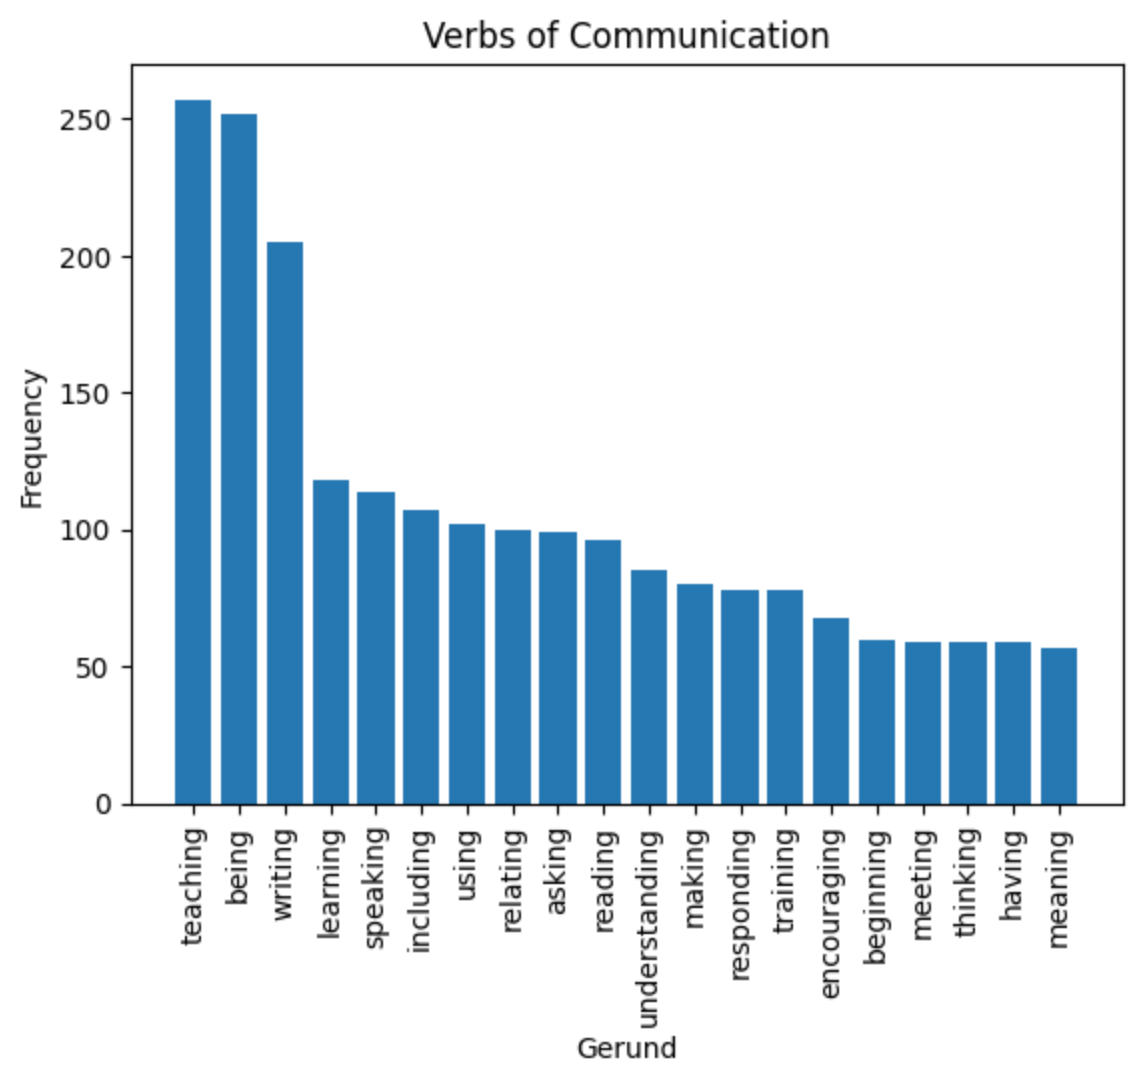 Verbs of Communication
Frequency
250
200
150
100
50
0
teaching
being
writing
learning
speaking
including
using
relating
asking
reading
understanding
making
responding
training
encouraging
beginning
meeting
thinking
having
meaning
Gerund